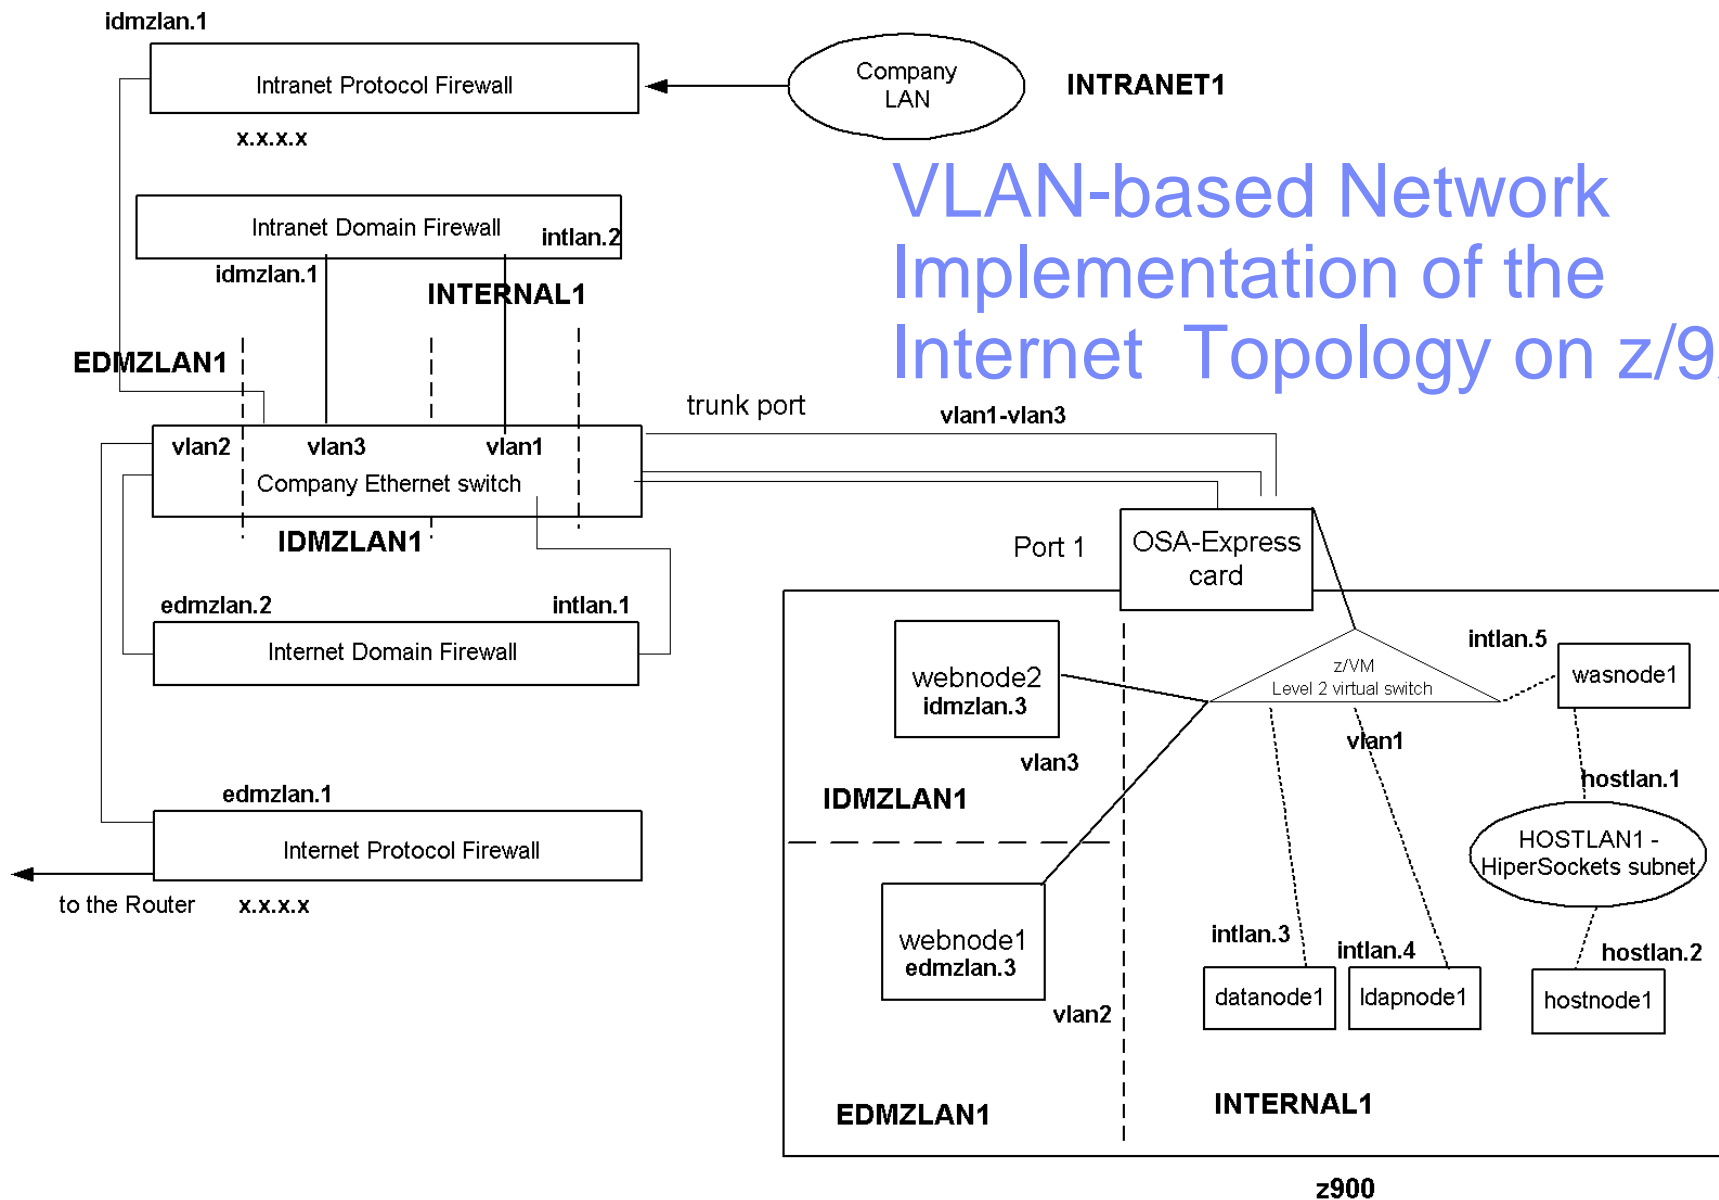 idmzlan.1
Intranet Protocol Firewall
x.x.x.x
Company
LAN
INTRANET1
VLAN-based Network
Implementation of the
Internet Topology on z/9
Intranet Domain Firewall
intlan.2
idmzlan.1
INTERNAL1
EDMZLAN1
trunk port
vlan1-vlan3
vlan2
vlan3
vlan1
Company Ethernet switch
IDMZLAN1
Port 1
OSA-Express
card
edmzlan.2
intlan.1
Internet Domain Firewall
webnode2
idmzlan.3
vlan3
IDMZLAN1
z/VM
Level 2 virtual switch
intlan.5
wasnode1
vlan1
hostlan.1
HOSTLAN1 -
HiperSockets subnet
edmzlan.1
Internet Protocol Firewall
to the Router
x.x.x.x
webnode1
edmzlan.3
vlan2
intlan.3
intlan.4
hostlan.2
datanode1
ldapnode1
hostnode1
EDMZLAN1
INTERNAL1
z900